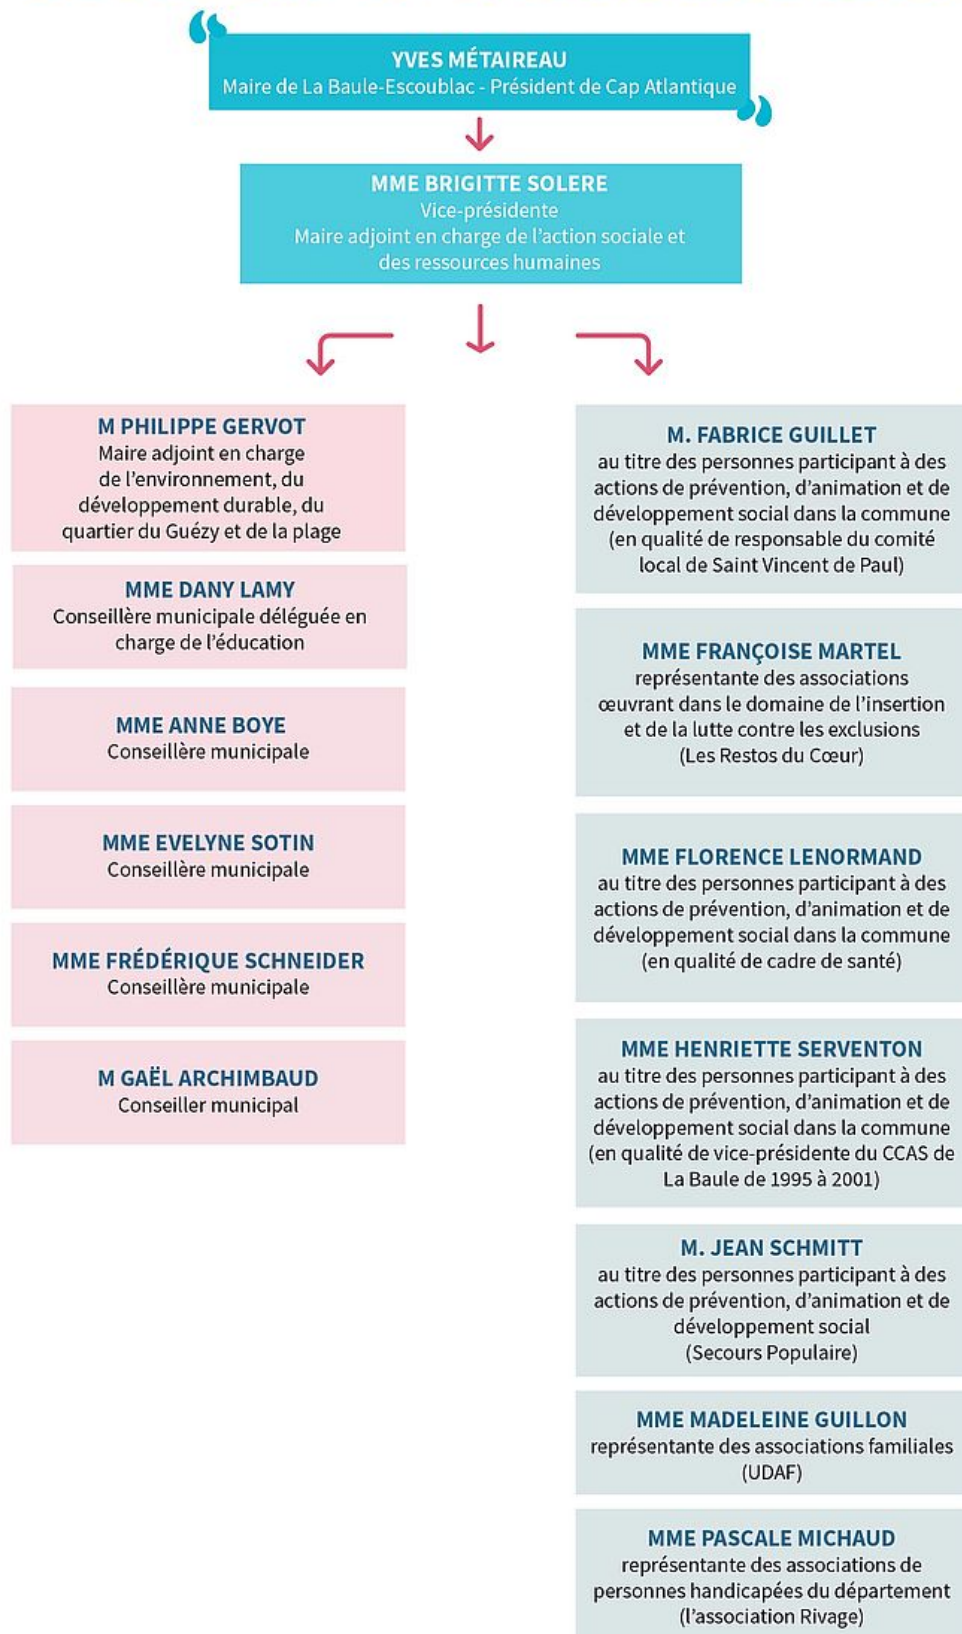 YVES MÉTAIREAU
Maire de La Baule-Escoublac - Président de Cap Atlantique
MME BRIGITTE SOLERE
Vice-présidente
Maire adjoint en charge de l'action sociale et
des ressources humaines
M PHILIPPE GERVOT
Maire adjoint en charge
de l'environnement, du
développement durable, du
quartier du Guézy et de la plage
MME DANY LAMY
Conseillère municipale déléguée en
charge de l'éducation
MME ANNE BOYE
Conseillère municipale
MME EVELYNE SOTIN
Conseillère municipale
MME FRÉDÉRIQUE SCHNEIDER
Conseillère municipale
M GAËL ARCHIMBAUD
Conseiller municipal
M. FABRICE GUILLET
au titre des personnes participant à des
actions de prévention, d'animation et de
développement social dans la commune
(en qualité de responsable du comité
local de Saint Vincent de Paul)
MME FRANÇOISE MARTEL
représentante des associations
œuvrant dans le domaine de l'insertion
et de la lutte contre les exclusions
(Les Restos du Cœur)
MME FLORENCE LENORMAND
au titre des personnes participant à des
actions de prévention, d'animation et de
développement social dans la commune
(en qualité de cadre de santé)
MME HENRIETTE SERVENTON
au titre des personnes participant à des
actions de prévention, d'animation et de
développement social dans la commune
(en qualité de vice-présidente du CCAS de
La Baule de 1995 à 2001)
M. JEAN SCHMITT
au titre des personnes participant à des
actions de prévention, d'animation et de
développement social
(Secours Populaire)
MME MADELEINE GUILLON
représentante des associations familiales
(UDAF)
MME PASCALE MICHAUD
représentante des associations de
personnes handicapées du département
(l'association Rivage)